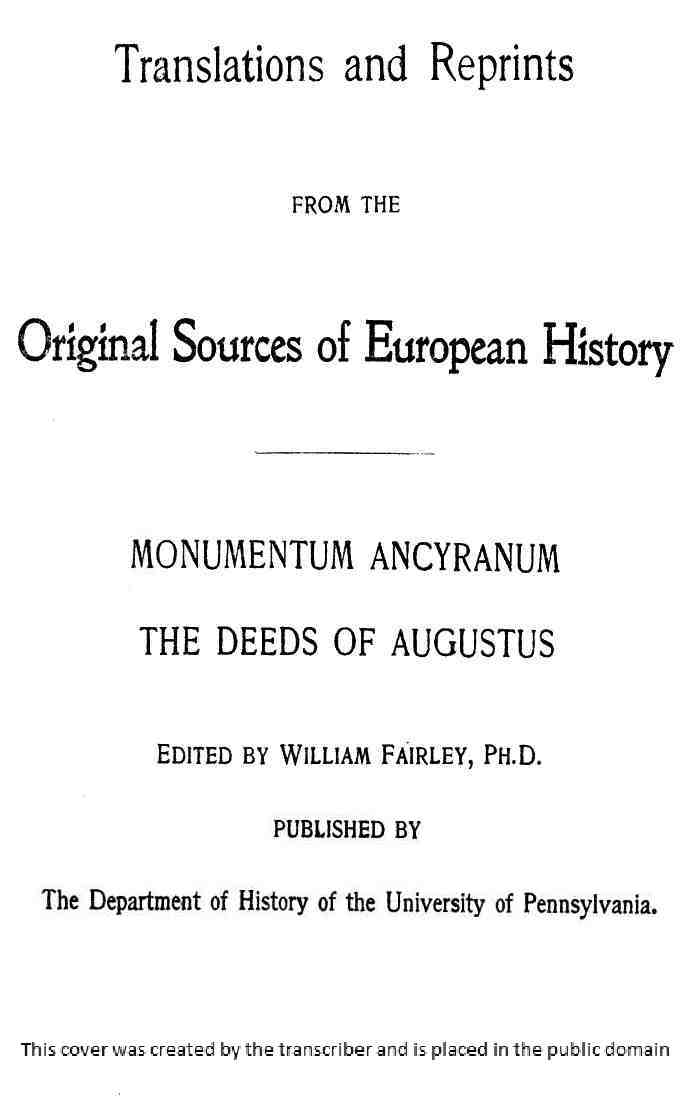 Translations and Reprints
FROM THE
Original Sources of European History
MONUMENTUM ANCYRANUM
THE DEEDS OF AUGUSTUS
EDITED BY WILLIAM FAIRLEY, PH.D.
PUBLISHED BY
The Department of History of the University of Pennsylvania.
This cover was created by the transcriber and is placed in the public domain